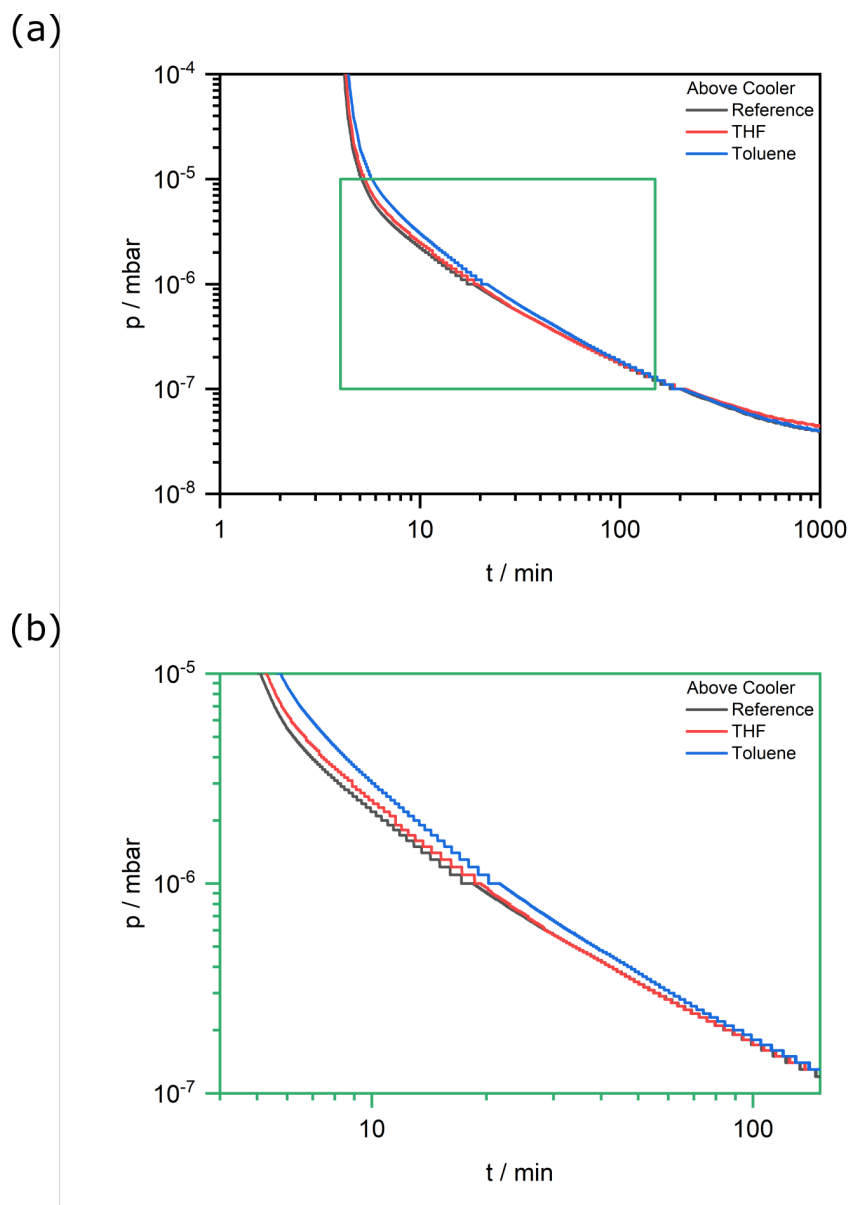 (a)
10⁻⁴
10⁻⁵
10⁻⁶
10⁻⁷
10⁻⁸
p / mbar
Above Cooler
Reference
THF
Toluene
1
10
100
1000
t / min
(b)
10⁻⁵
10⁻⁶
10⁻⁷
p / mbar
Above Cooler
Reference
THF
Toluene
10
100
t / min